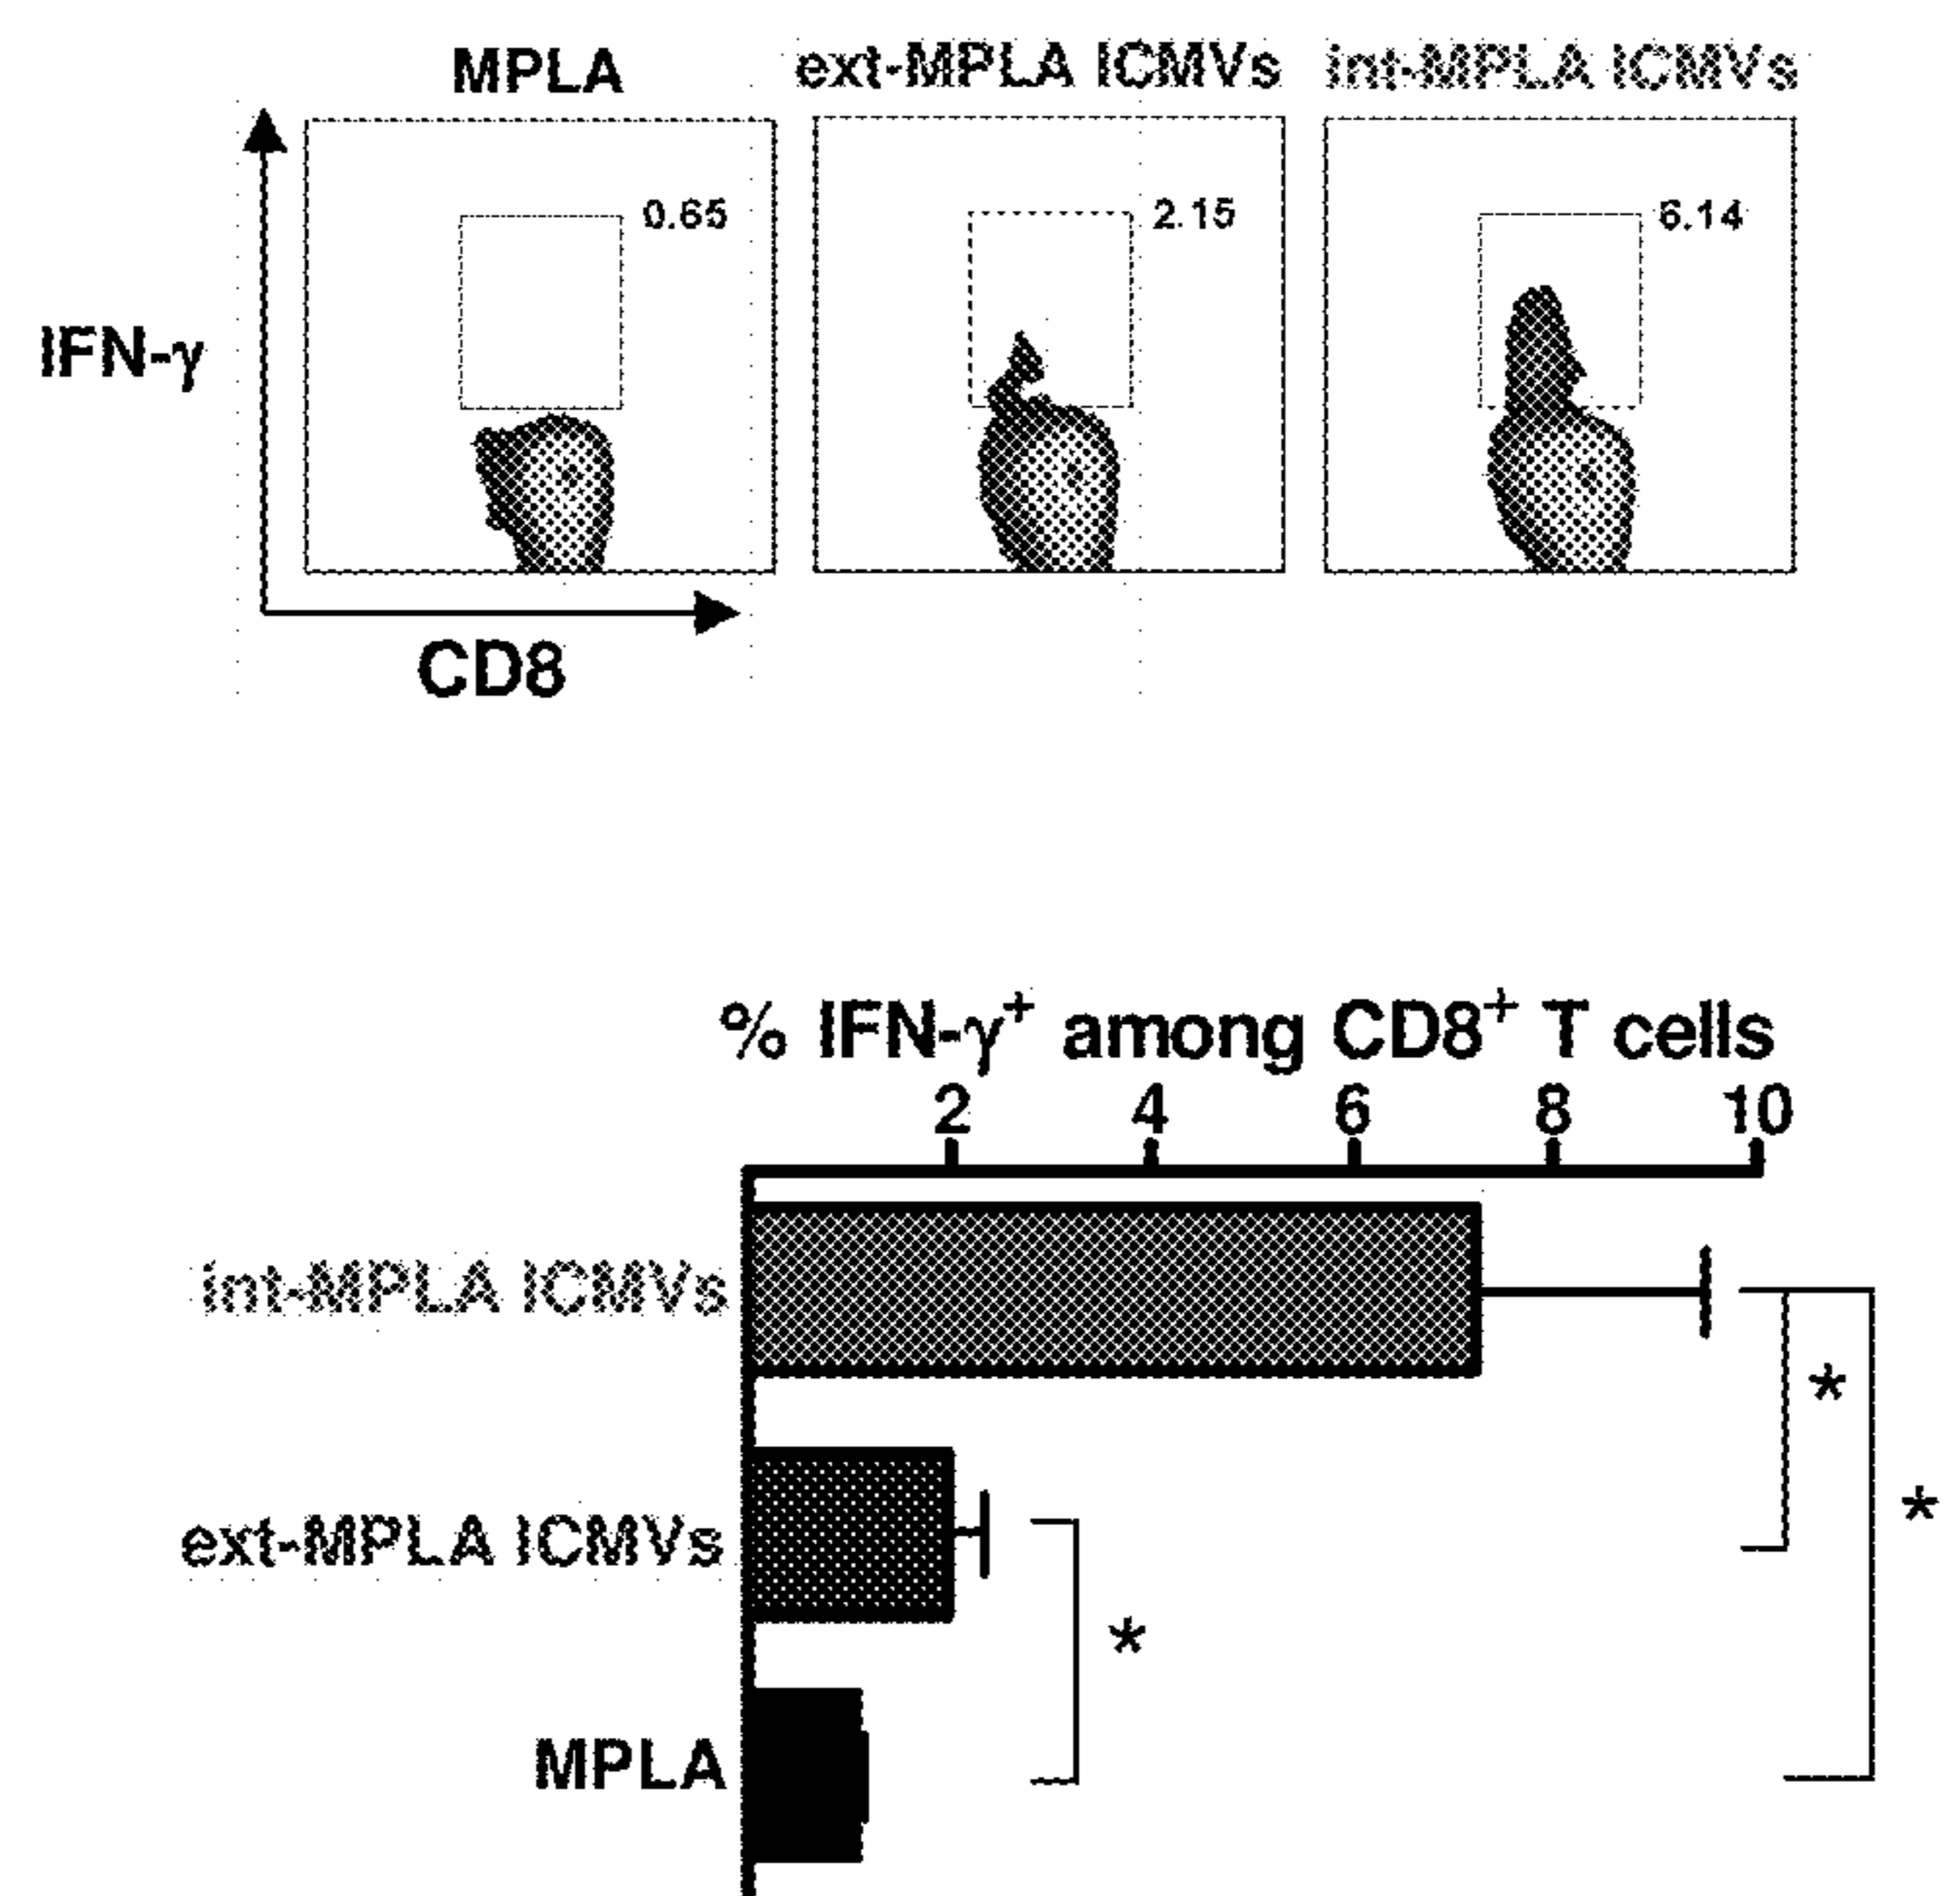 MPLA ext-MPLA ICMVs int-MPLA ICMVs
0.65 2.15 6.14
IFN-γ
CD8
% IFN-γ⁺ among CD8⁺ T cells
2 4 6 8 10
int-MPLA ICMVs
*
*
ext-MPLA ICMVs
*
MPLA